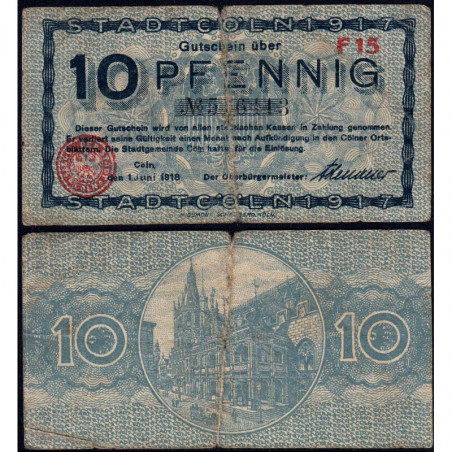 STADT CÖLN 1917
Gutschein über
F 15
10 PFENNIG
Dieser Gutschein wird von allen städtischen Kassen in Zahlung genommen.
Er verliert seine Gültigkeit einen Monat nach Aufkündigung in den Cölner Orts-
blättern. Die Stadtgemeinde Cöln haftet für die Einlösung.
Cöln,
den 1. Juni 1918 Der Oberbürgermeister:
STADT CÖLN 1917
10 10